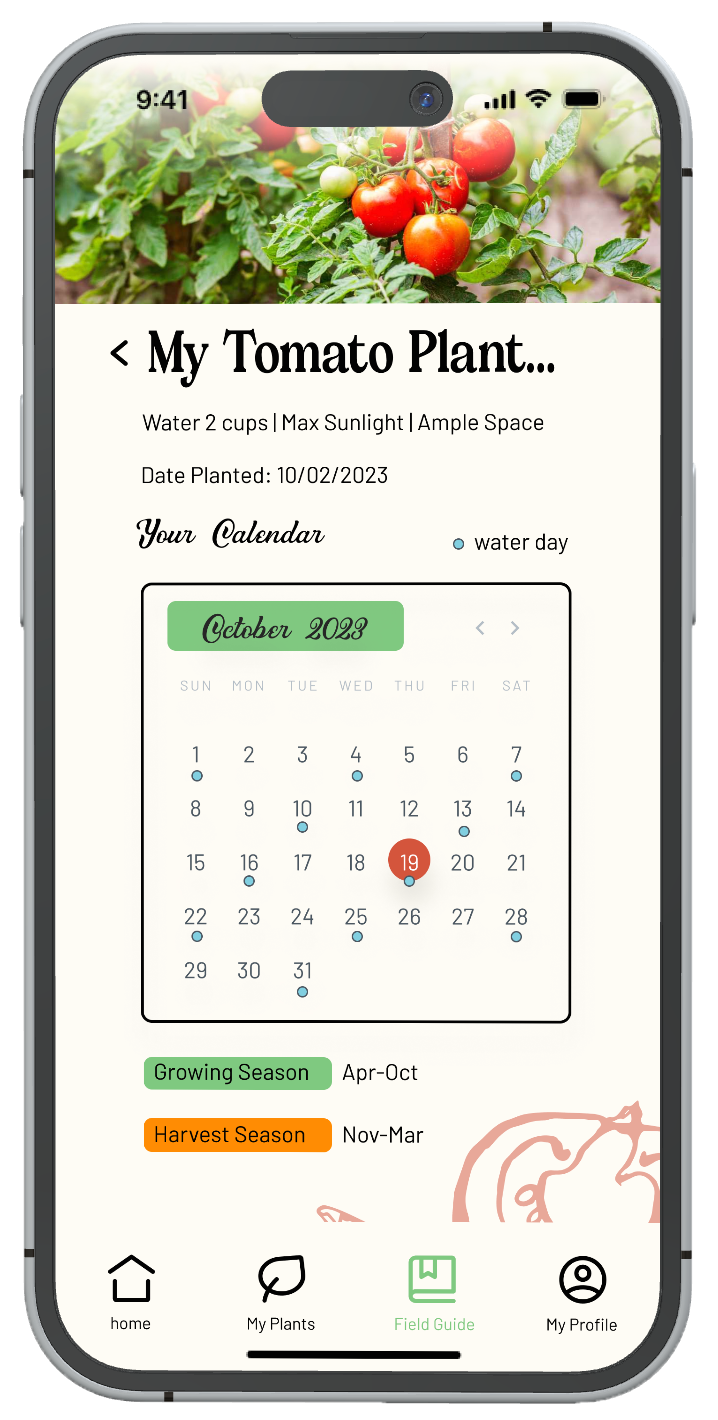 9:41
My Tomato Plant...
Water 2 cups | Max Sunlight | Ample Space
Date Planted: 10/02/2023
Your Calendar
water day
October 2023
SUN MON TUE WED THU FRI SAT
1 2 3 4 5 6 7
8 9 10 11 12 13 14
15 16 17 18 19 20 21
22 23 24 25 26 27 28
29 30 31
Growing Season Apr-Oct
Harvest Season Nov-Mar
home My Plants Field Guide My Profile